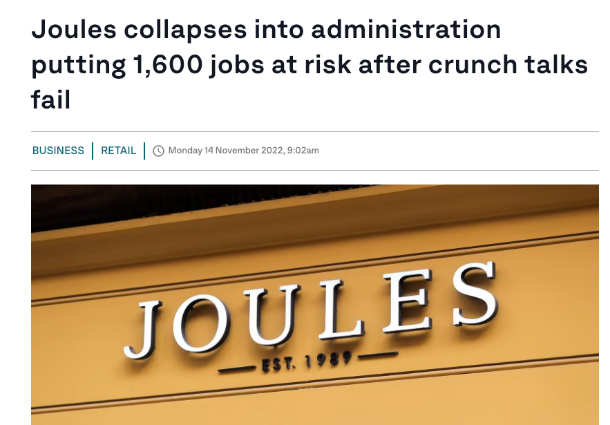 Joules collapses into administration
putting 1,600 jobs at risk after crunch talks
fail
BUSINESS RETAIL Monday 14 November 2022, 9:02am
JOULES
EST. 1989